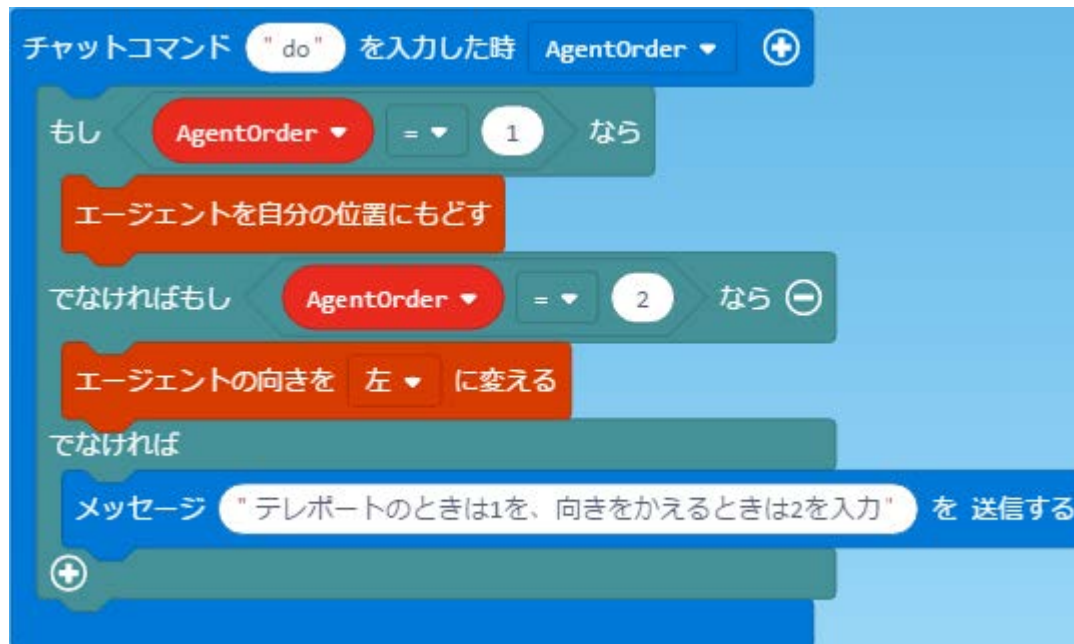 チャットコマンド "do" を入力した時 AgentOrder
もし AgentOrder = 1 なら
エージェントを自分の位置にもどす
でなければもし AgentOrder = 2 なら
エージェントの向きを 左 に変える
でなければ
メッセージ "テレポートのときは1を、向きをかえるときは2を入力" を 送信する